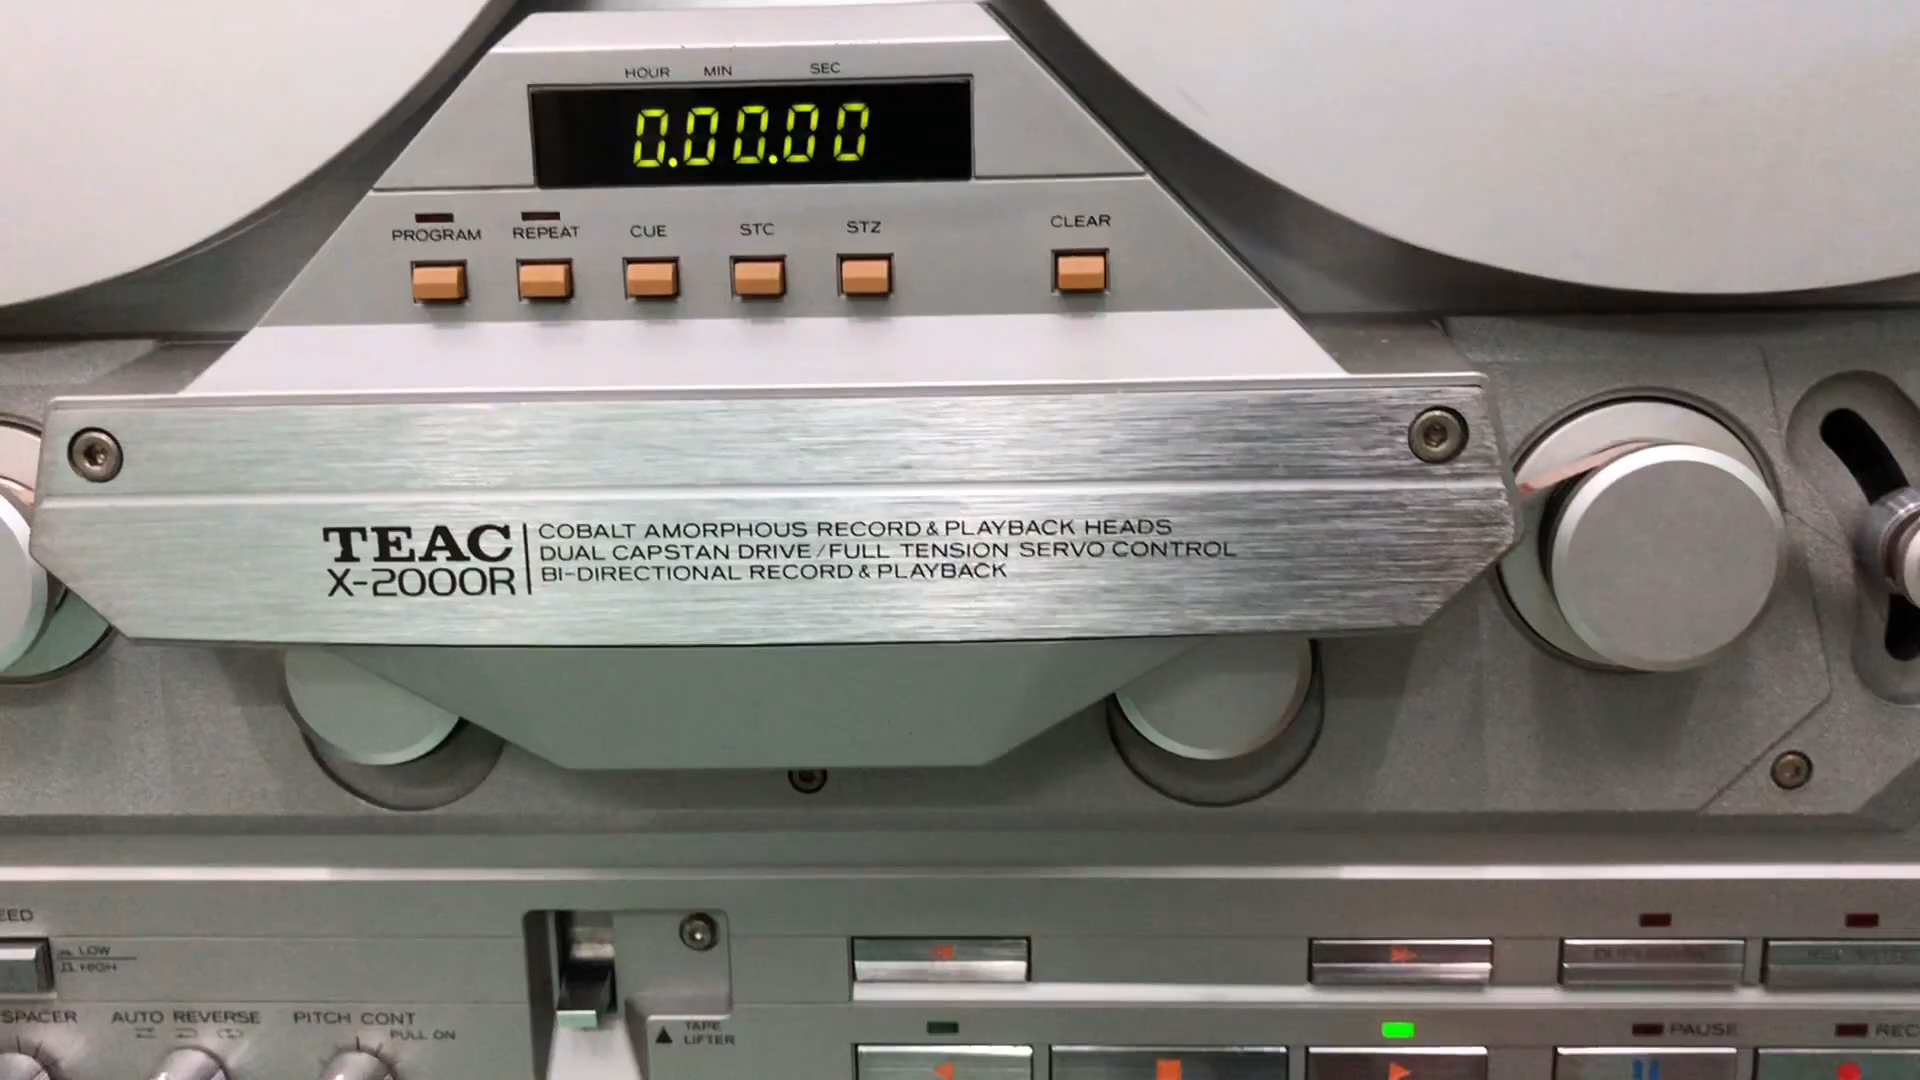 HOUR MIN SEC
0.00.00
PROGRAM REPEAT CUE STC STZ CLEAR
TEAC
X-2000R
COBALT AMORPHOUS RECORD & PLAYBACK HEADS
DUAL CAPSTAN DRIVE/FULL TENSION SERVO CONTROL
BI-DIRECTIONAL RECORD & PLAYBACK
EED
LOW
HIGH
SPACER AUTO REVERSE PITCH CONT
PULL ON
TAPE
LIFTER
PAUSE
REC